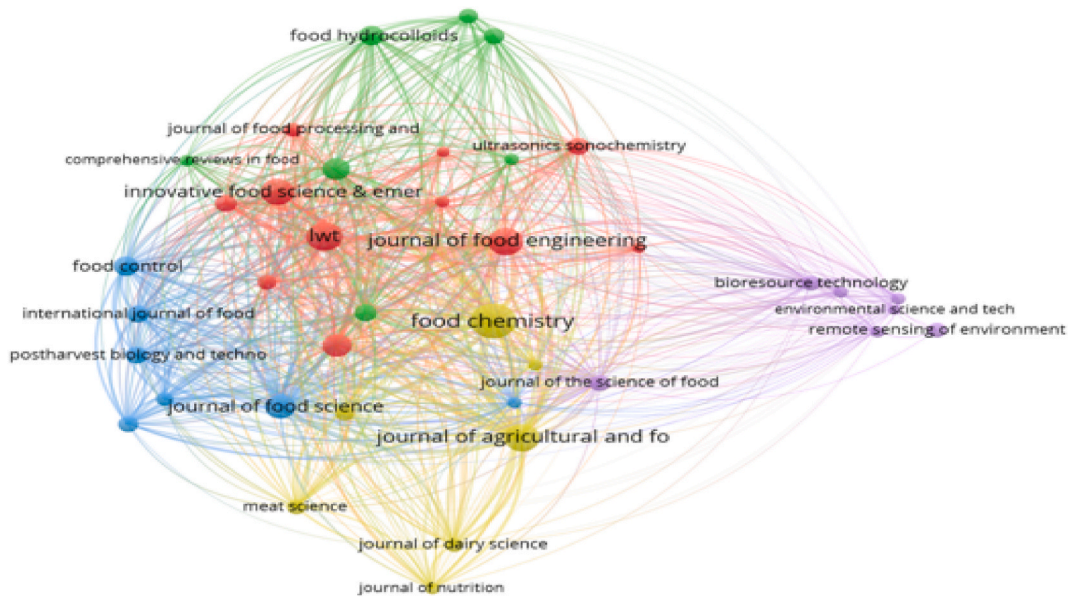 food hydrocolloids
journal of food processing and
ultrasonics sonochemistry
comprehensive reviews in food
innovative food science & emer
lwt
journal of food engineering
food control
bioresource technology
environmental science and tech
international journal of food
food chemistry
remote sensing of environment
postharvest biology and techno
journal of the science of food
journal of food science
journal of agricultural and fo
meat science
journal of dairy science
journal of nutrition